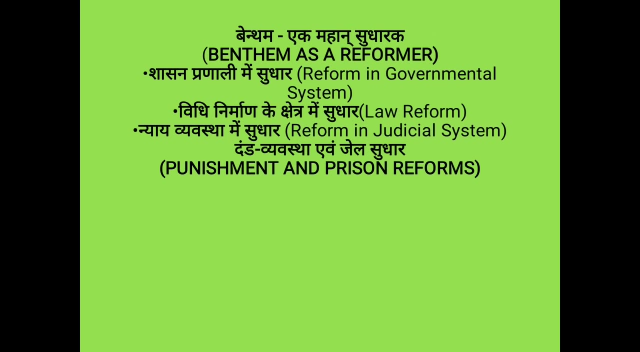 बेन्थम - एक महान् सुधारक
(BENTHEM AS A REFORMER)
•शासन प्रणाली में सुधार (Reform in Governmental
System)
•विधि निर्माण के क्षेत्र में सुधार(Law Reform)
•न्याय व्यवस्था में सुधार (Reform in Judicial System)
दंड-व्यवस्था एवं जेल सुधार
(PUNISHMENT AND PRISON REFORMS)